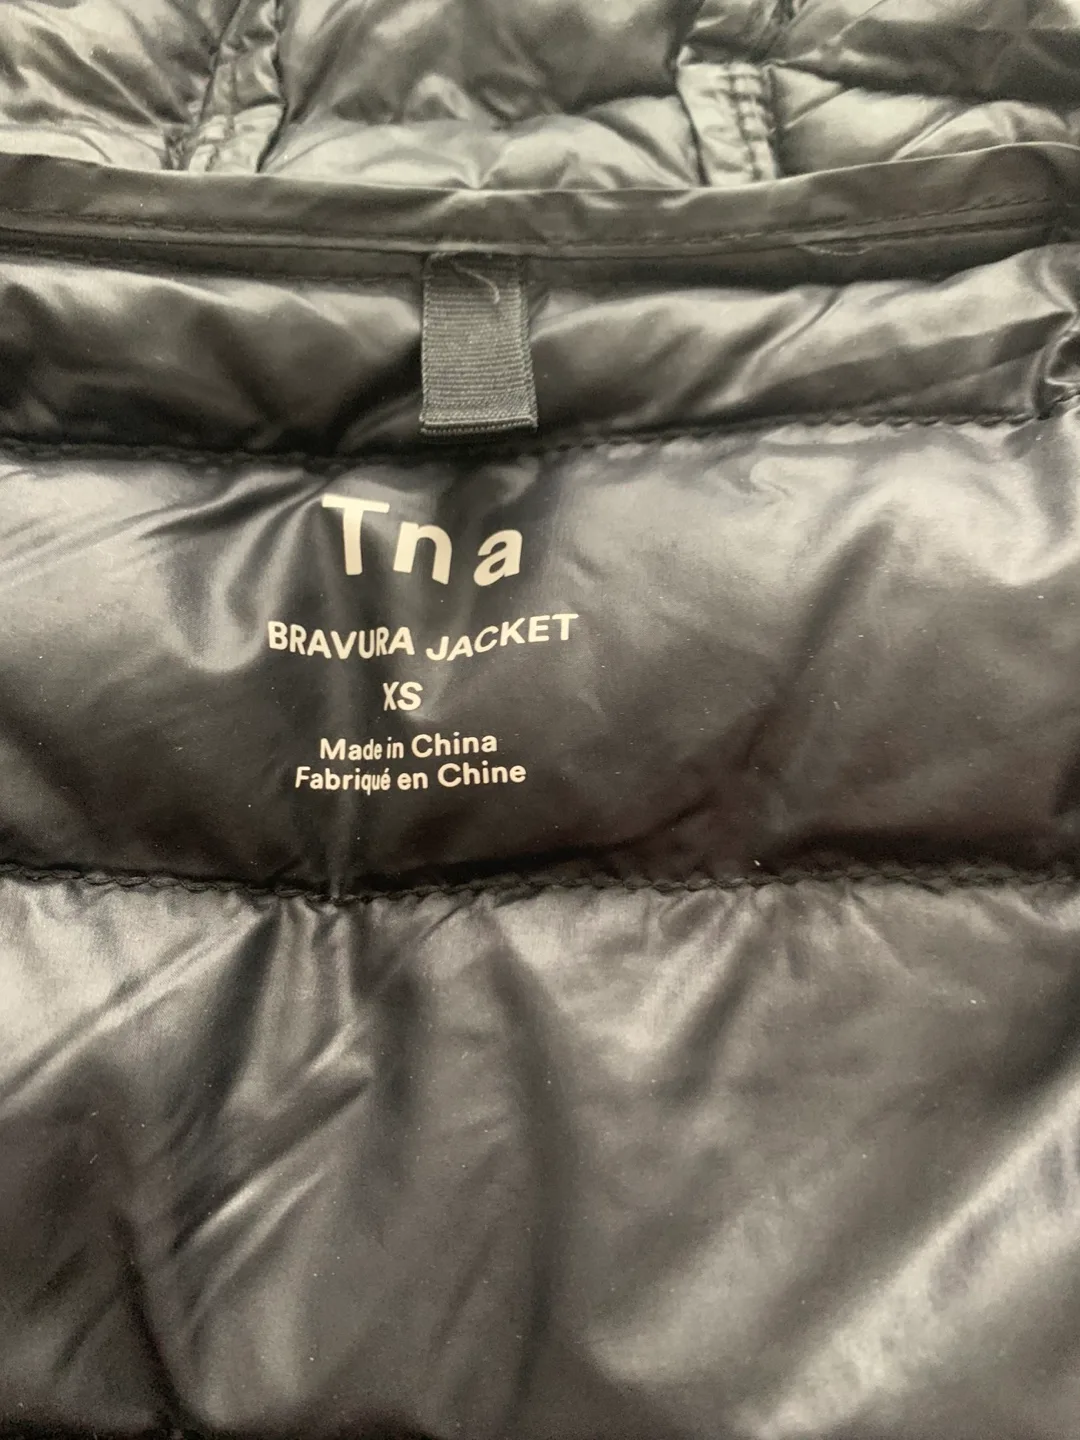 Tna
BRAVURA JACKET
XS
Made in China
Fabriqué en Chine